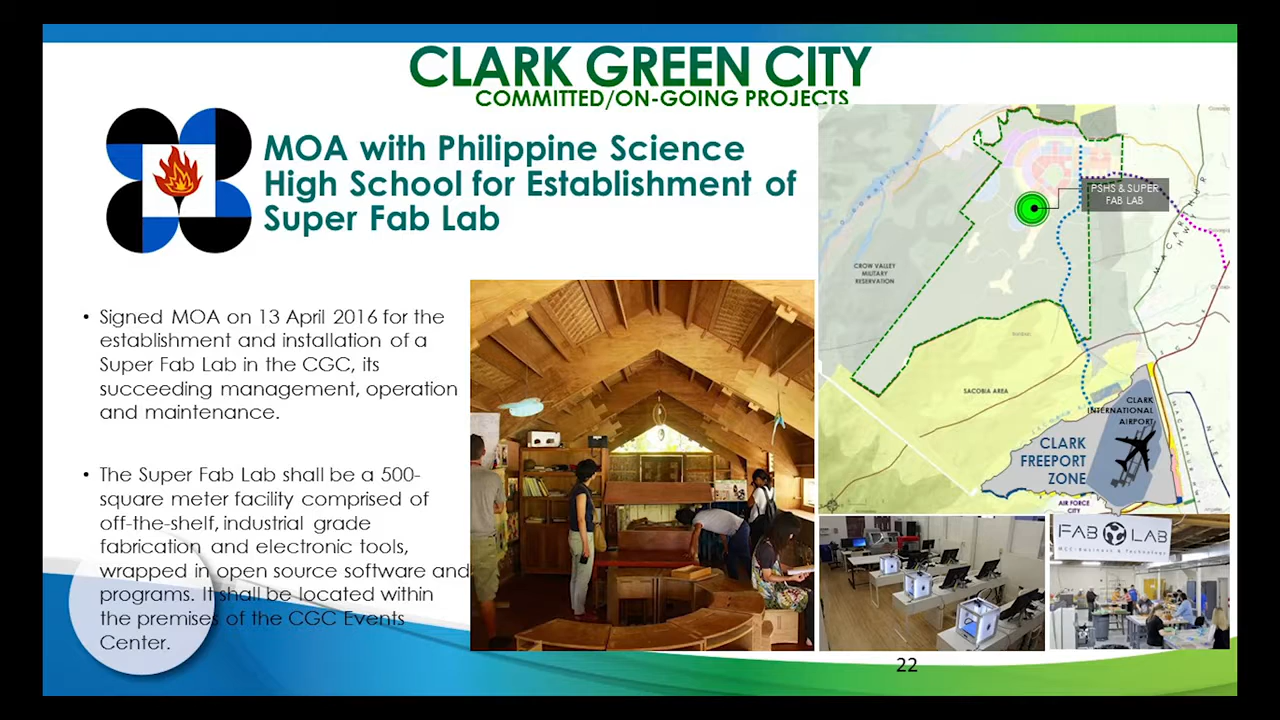 CLARK GREEN CITY
COMMITTED/ON-GOING PROJECTS
MOA with Philippine Science
High School for Establishment of
Super Fab Lab
• Signed MOA on 13 April 2016 for the
establishment and installation of a
Super Fab Lab in the CGC, its
succeeding management, operation
and maintenance.
• The Super Fab Lab shall be a 500-
square meter facility comprised of
off-the-shelf, industrial grade
fabrication and electronic tools,
wrapped in open source software and
programs. It shall be located within
the premises of the CGC Events
Center.
PSHS & SUPER
FAB LAB
MACARTHUR
HWY
CROW VALLEY
MILITARY
RESERVATION
SACOBIA AREA
CLARK
INTERNATIONAL
AIRPORT
CLARK
FREEPORT
ZONE
AIR FORCE
CITY
FAB LAB
MCC:Business & Technology
22